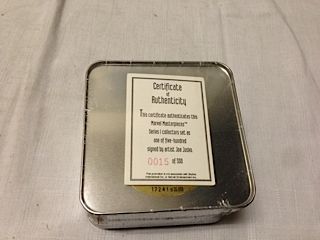 Certificate
of
Authenticity
This certificate authenticates this
Marvel Masterpieces™
Series I collectors set as
one of five-hundred
signed by artist Joe Jusko.
0015 of 500